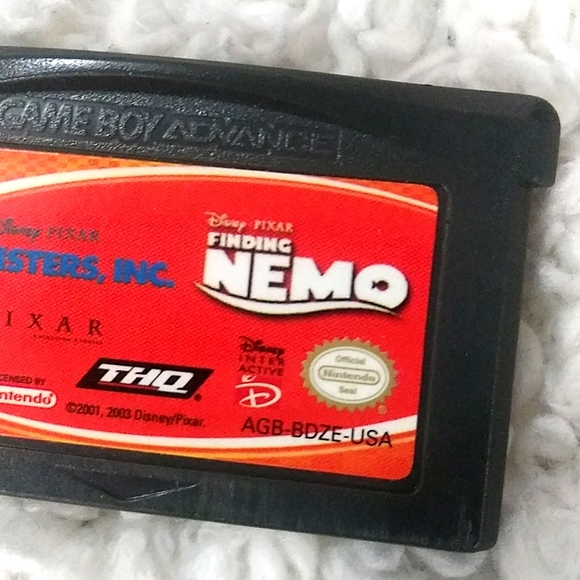 GAME BOY ADVANCE
Disney PIXAR
STERS, INC.
Disney PIXAR
FINDING
NEMO
IXAR
THQ
Disney
INTER
ACTIVE
D
Official
Nintendo
Seal
®
CENSED BY
ntendo®
©2001, 2003 Disney/Pixar.
AGB-BDZE-USA